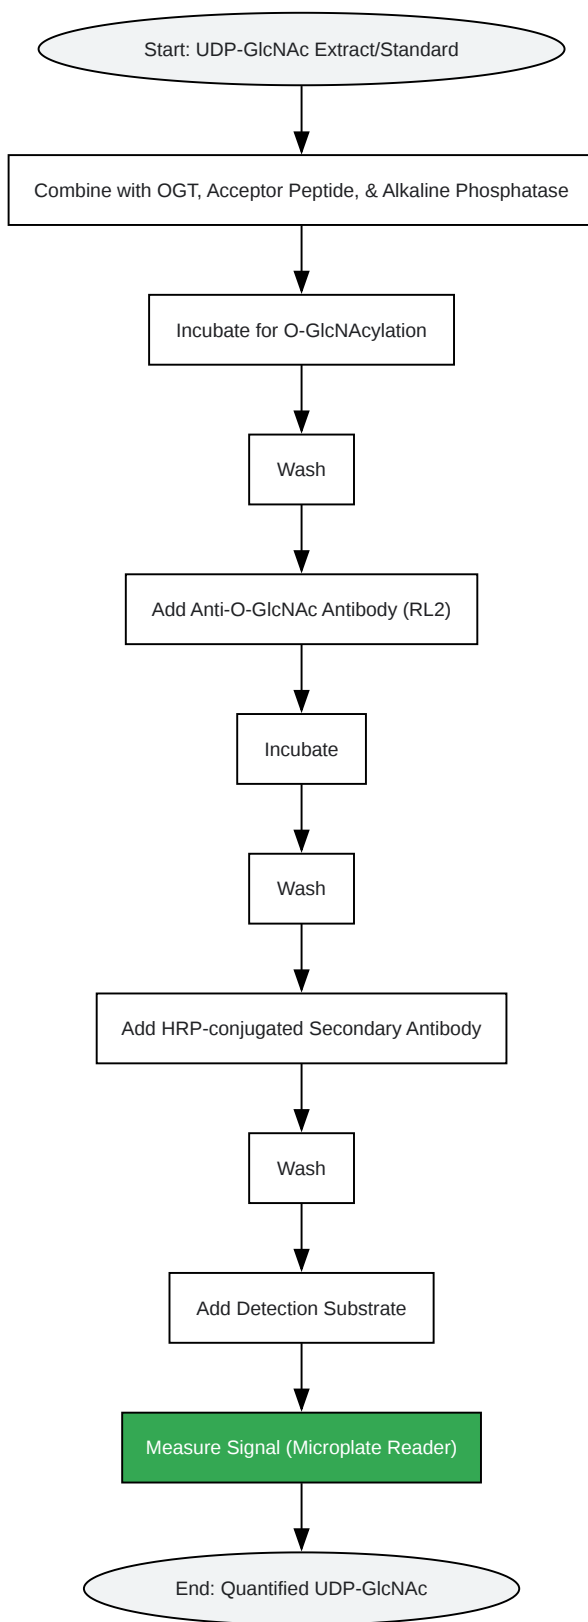 Start: UDP-GlcNAc Extract/Standard
Combine with OGT, Acceptor Peptide, & Alkaline Phosphatase
Incubate for O-GlcNAcylation
Wash
Add Anti-O-GlcNAc Antibody (RL2)
Incubate
Wash
Add HRP-conjugated Secondary Antibody
Wash
Add Detection Substrate
Measure Signal (Microplate Reader)
End: Quantified UDP-GlcNAc